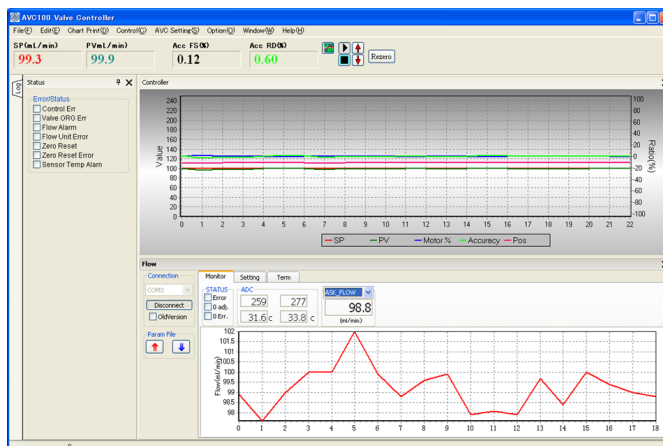 AVC100 Valve Controller
File(F) Edit(E) Chart Print(D) Control(C) AVC Setting(S) Option(O) Window(W) Help(H)
SP(mL/min) PVmL/min) Acc FS(%) Acc RD(%)
99.3 99.9 0.12 0.60 Rezero
Log
Status
Error/Status
Control Err
Valve ORG Err
Flow Alarm
Flow Unit Error
Zero Reset
Zero Reset Error
Sensor Temp Alam
Controller
Value
240
220
200
180
160
140
120
100
80
60
40
20
0
100
80
60
40
20
0
-20
-40
-60
-80
-100
Ratio(%)
0 1 2 3 4 5 6 7 8 9 10 11 12 13 14 15 16 17 18 19 20 21 22
SP PV Motor % Accuracy Pos
Flow
Connection
COM3
Disconnect
OldVersion
Param File
Monitor Setting Term
STATUS
Error
0 adj.
0 Err.
ADC
259 277
31.6 c 33.8 c
ASK_FLOW
98.8
(ml/min)
Flow(ml/min)
102
101.5
101
100.5
100
99.5
99
98.5
98
0 1 2 3 4 5 6 7 8 9 10 11 12 13 14 15 16 17 18